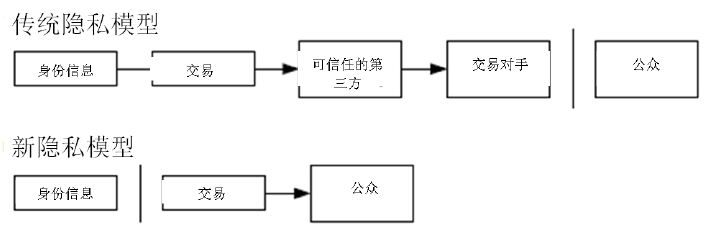 传统隐私模型
身份信息
交易
可信任的第
三方
交易对手
公众
新隐私模型
身份信息
交易
公众